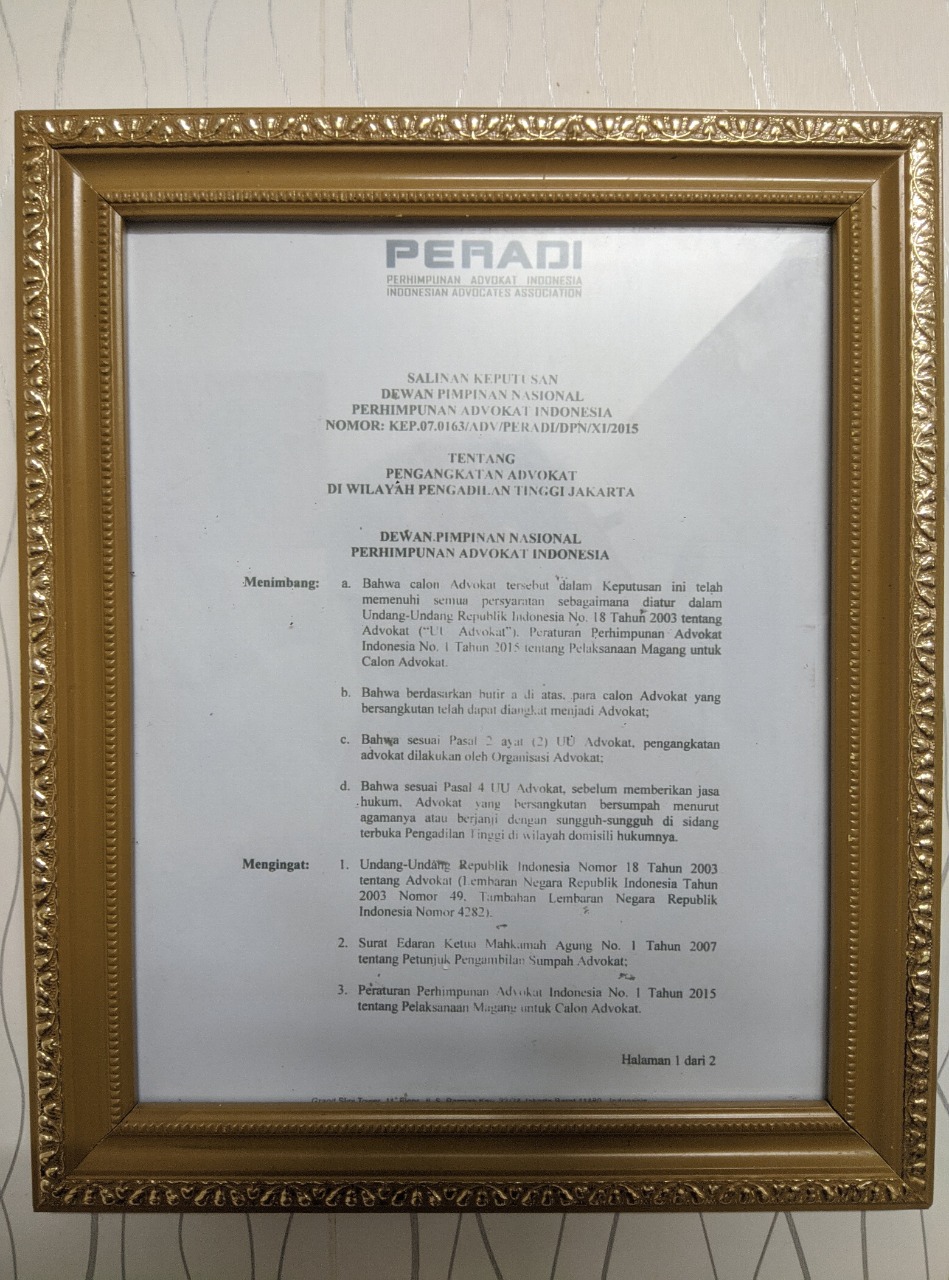 PERADI
PERHIMPUNAN ADVOKAT INDONESIA
INDONESIAN ADVOCATES ASSOCIATION
SALINAN KEPUTUSAN
DEWAN PIMPINAN NASIONAL
PERHIMPUNAN ADVOKAT INDONESIA
NOMOR: KEP.07.0163/ADV/PERADI/DPN/XI/2015
TENTANG
PENGANGKATAN ADVOKAT
DI WILAYAH PENGADILAN TINGGI JAKARTA
DEWAN PIMPINAN NASIONAL
PERHIMPUNAN ADVOKAT INDONESIA
Menimbang: a. Bahwa calon Advokat tersebut dalam Keputusan ini telah
memenuhi semua persyaratan sebagaimana diatur dalam
Undang-Undang Republik Indonesia No. 18 Tahun 2003 tentang
Advokat ("UU Advokat"). Peraturan Perhimpunan Advokat
Indonesia No. 1 Tahun 2015 tentang Pelaksanaan Magang untuk
Calon Advokat.
b. Bahwa berdasarkan butir a di atas, para calon Advokat yang
bersangkutan telah dapat diangkat menjadi Advokat;
c. Bahwa sesuai Pasal 2 ayat (2) UU Advokat, pengangkatan
advokat dilakukan oleh Organisasi Advokat;
d. Bahwa sesuai Pasal 4 UU Advokat, sebelum memberikan jasa
hukum, Advokat yang bersangkutan bersumpah menurut
agamanya atau berjanji dengan sungguh-sungguh di sidang
terbuka Pengadilan Tinggi di wilayah domisili hukumnya.
Mengingat: 1. Undang-Undang Republik Indonesia Nomor 18 Tahun 2003
tentang Advokat (Lembaran Negara Republik Indonesia Tahun
2003 Nomor 49, Tambahan Lembaran Negara Republik
Indonesia Nomor 4282).
2. Surat Edaran Ketua Mahkamah Agung No. 1 Tahun 2007
tentang Petunjuk Pengambilan Sumpah Advokat;
3. Peraturan Perhimpunan Advokat Indonesia No. 1 Tahun 2015
tentang Pelaksanaan Magang untuk Calon Advokat.
Halaman 1 dari 2